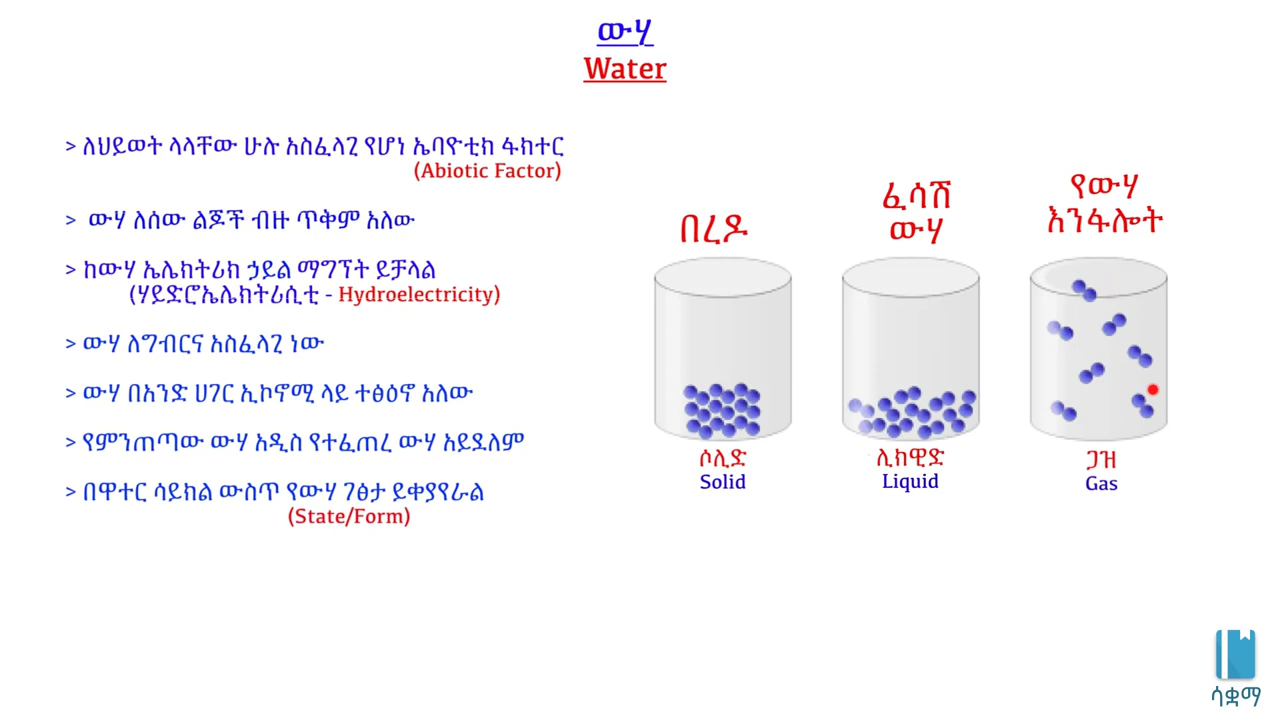 ውሃ
Water
> ለህይወት ላላቸው ሁሉ አስፈላጊ የሆነ ኤባዮቲክ ፋክተር
(Abiotic Factor)
> ውሃ ለሰው ልጆች ብዙ ጥቅም አለው
> ከውሃ ኤሌክትሪክ ኃይል ማግኘት ይቻላል
(ሃይድሮኤሌክትሪሲቲ - Hydroelectricity)
> ውሃ ለግብርና አስፈላጊ ነው
> ውሃ በአንድ ሀገር ኢኮኖሚ ላይ ተፅዕኖ አለው
> የምንጠጣው ውሃ አዲስ የተፈጠረ ውሃ አይደለም
> በዋተር ሳይክል ውስጥ የውሃ ገፅታ ይቀያየራል
(State/Form)
በረዶ
ሶሊድ
Solid
ፈሳሽ
ውሃ
ሊክዊድ
Liquid
የውሃ
እንፋሎት
ጋዝ
Gas
ሳቋማ